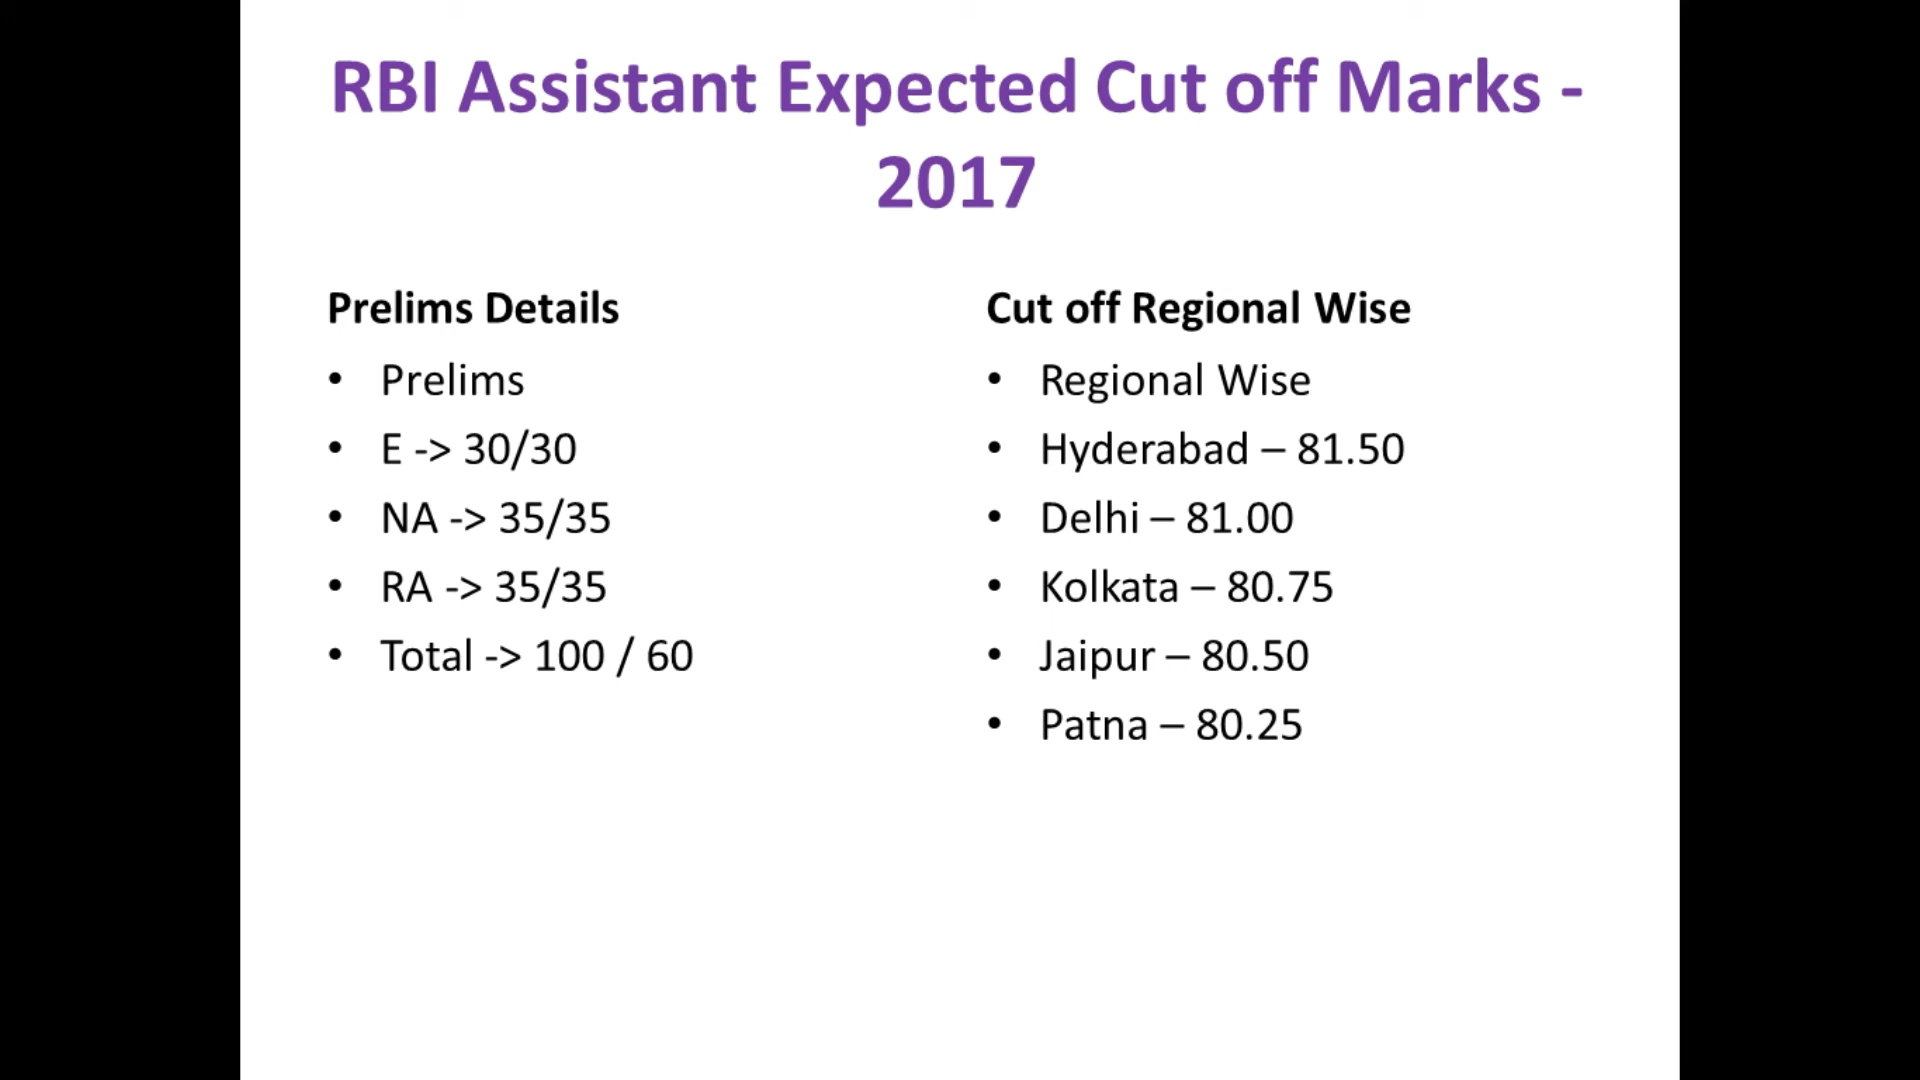 RBI Assistant Expected Cut off Marks -
2017
Prelims Details
• Prelims
• E -> 30/30
• NA -> 35/35
• RA -> 35/35
• Total -> 100 / 60
Cut off Regional Wise
• Regional Wise
• Hyderabad – 81.50
• Delhi – 81.00
• Kolkata – 80.75
• Jaipur – 80.50
• Patna – 80.25